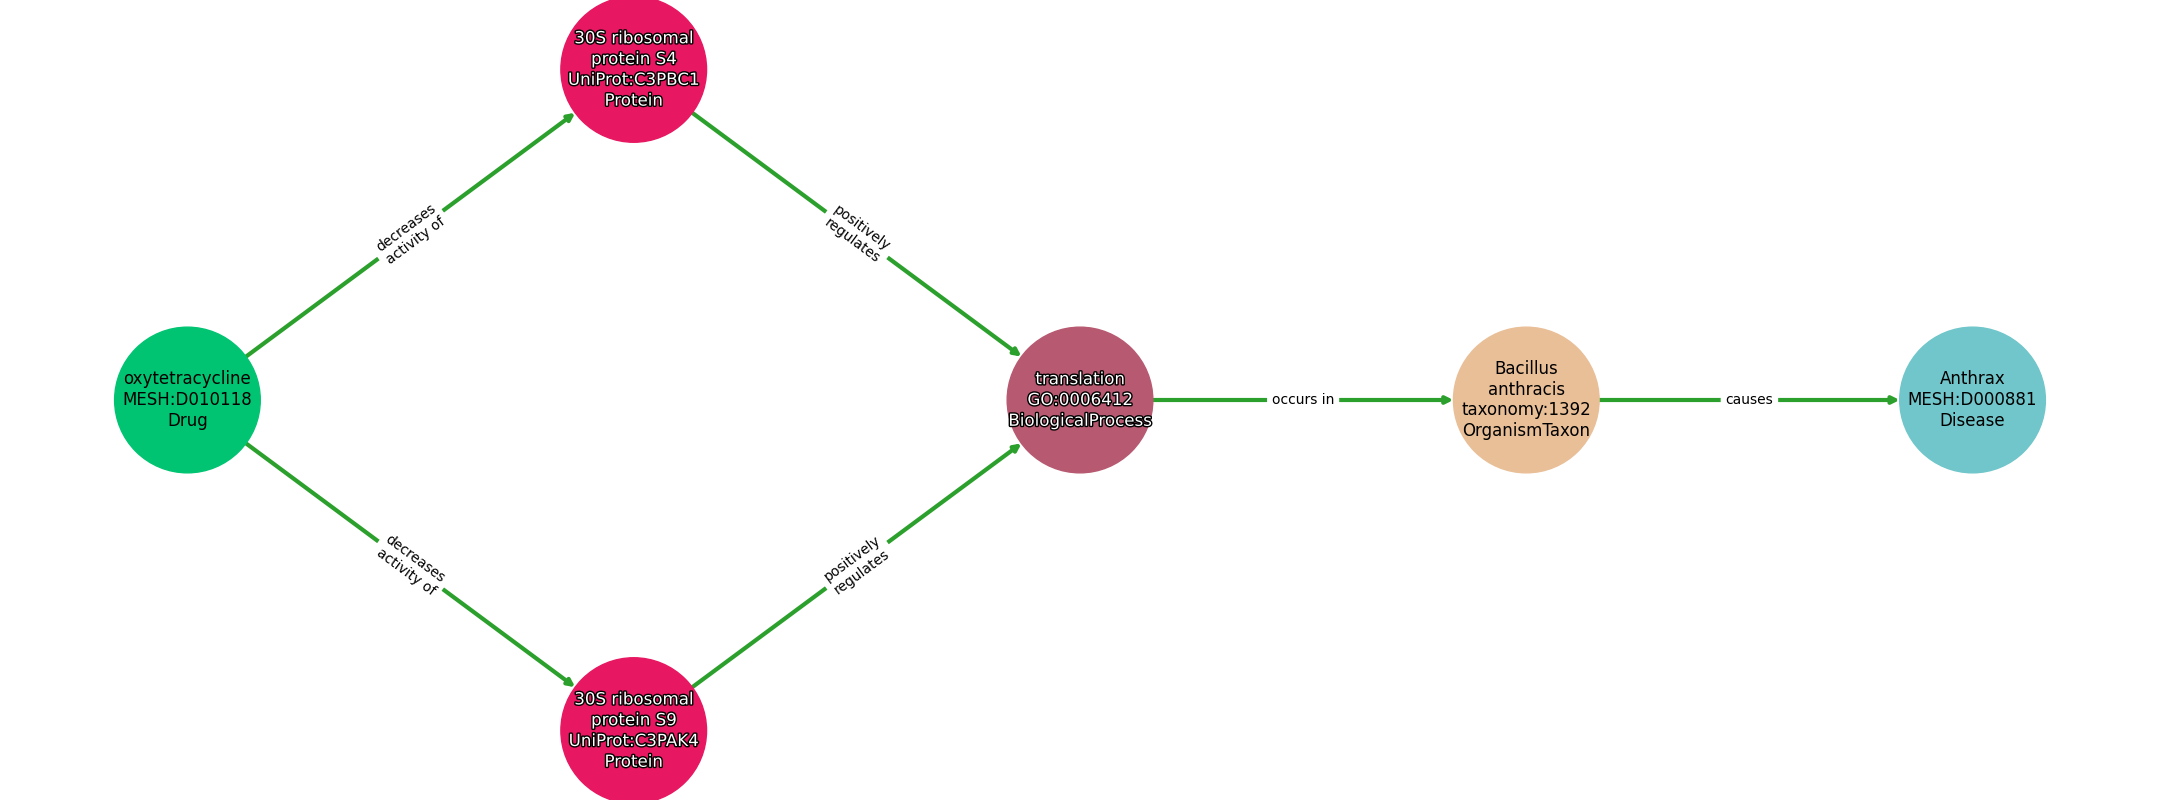 30S ribosomal
protein S4
UniProt:C3PBC1
Protein
decreases
activity of
positively
regulates
oxytetracycline
MESH:D010118
Drug
translation
GO:0006412
BiologicalProcess
occurs in
Bacillus
anthracis
taxonomy:1392
OrganismTaxon
causes
Anthrax
MESH:D000881
Disease
decreases
activity of
positively
regulates
30S ribosomal
protein S9
UniProt:C3PAK4
Protein